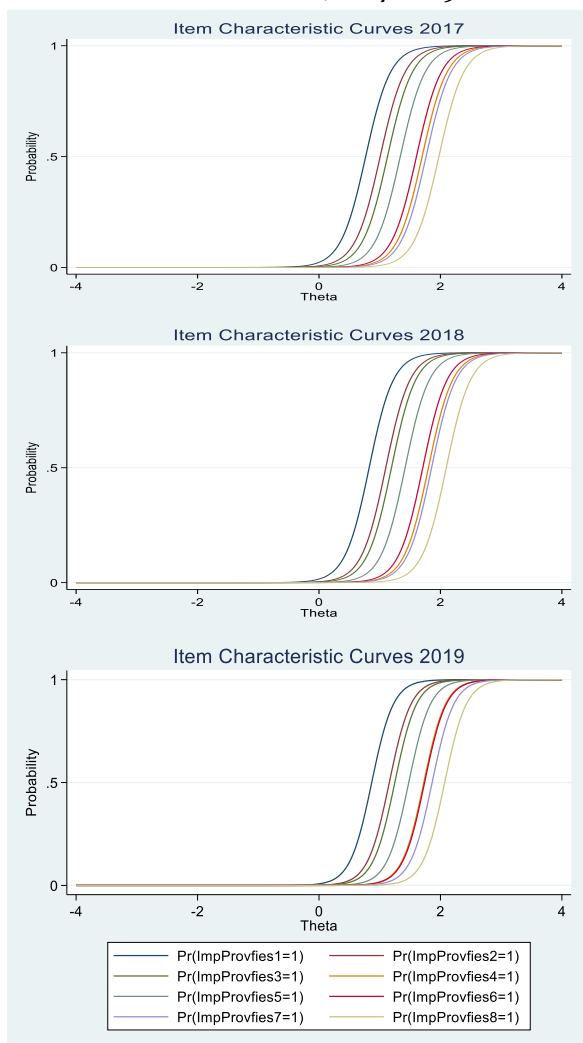 Item Characteristic Curves 2017
1
.5
0
Probability
-4 -2 0 2 4
Theta
Item Characteristic Curves 2018
1
.5
0
Probability
-4 -2 0 2 4
Theta
Item Characteristic Curves 2019
1
.5
0
Probability
-4 -2 0 2 4
Theta
Pr(ImpProvfies1=1) Pr(ImpProvfies2=1)
Pr(ImpProvfies3=1) Pr(ImpProvfies4=1)
Pr(ImpProvfies5=1) Pr(ImpProvfies6=1)
Pr(ImpProvfies7=1) Pr(ImpProvfies8=1)